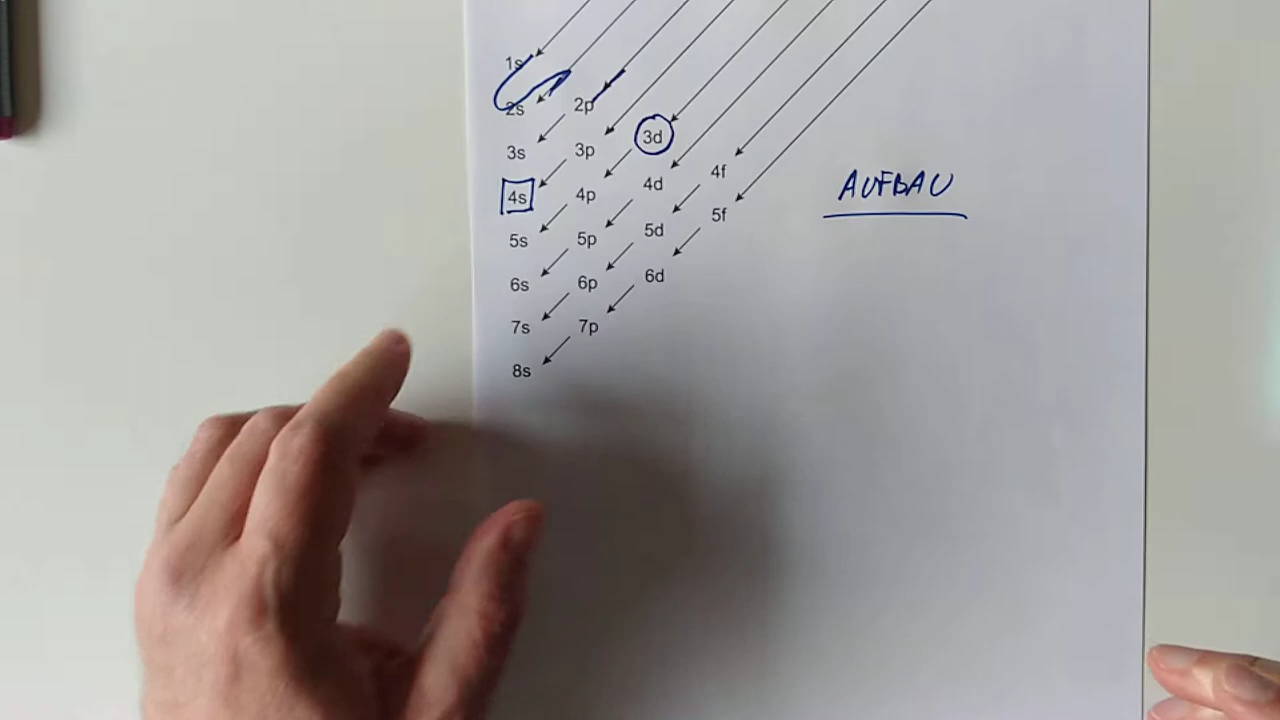 1s
2s 2p
3s 3p 3d
4s 4p 4d 4f
5s 5p 5d 5f
6s 6p 6d
7s 7p
8s
AUFBAU